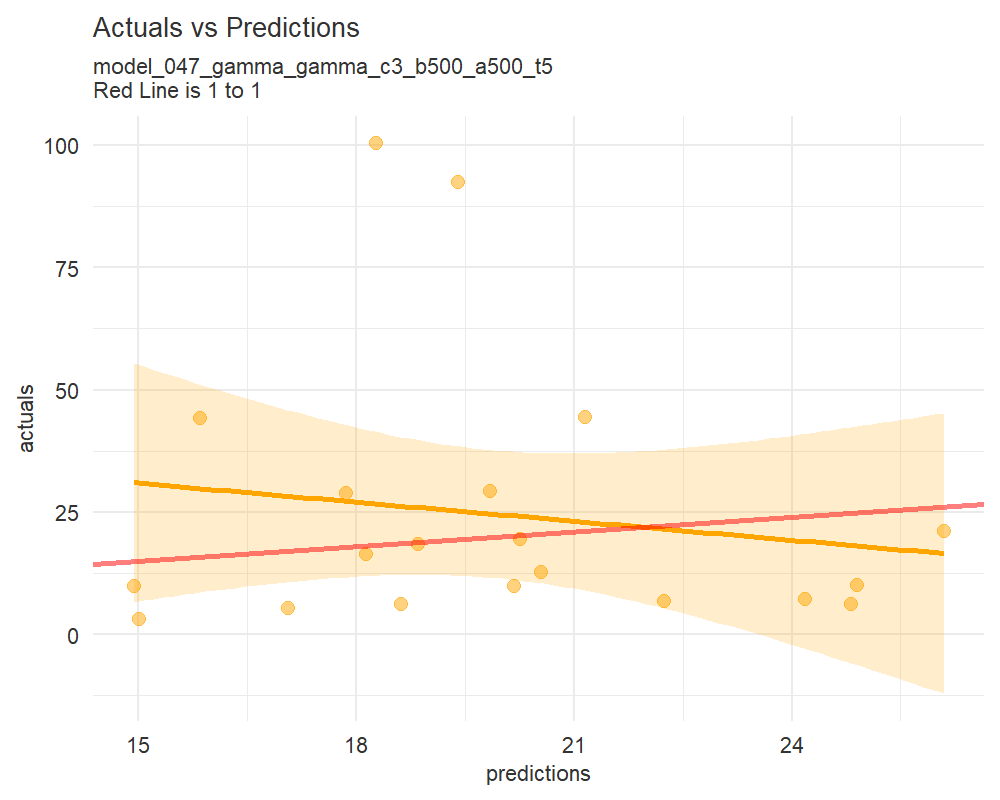 Actuals vs Predictions
model_047_gamma_gamma_c3_b500_a500_t5
Red Line is 1 to 1
100
75
50
25
0
actuals
15 18 21 24
predictions